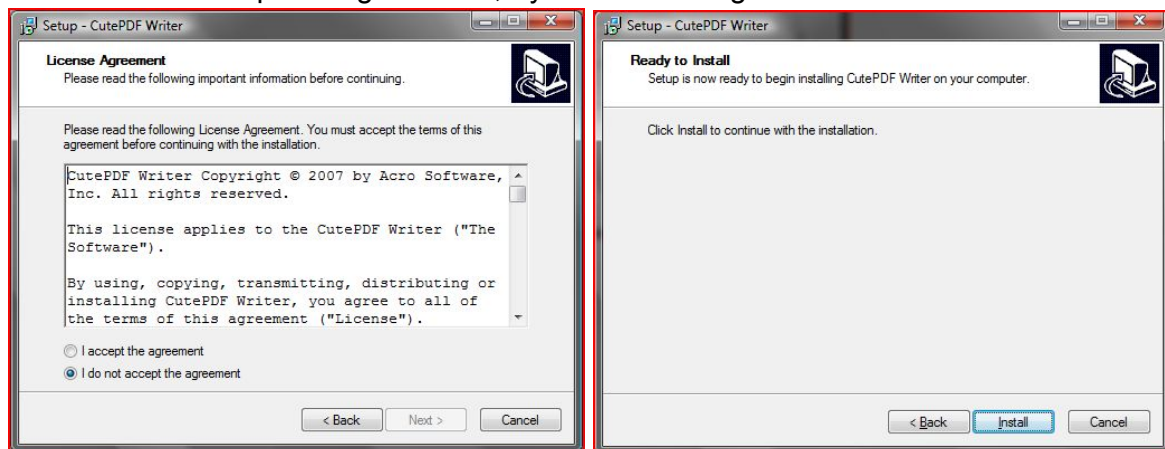 Setup - CutePDF Writer
License Agreement
Please read the following important information before continuing.
Please read the following License Agreement. You must accept the terms of this
agreement before continuing with the installation.
CutePDF Writer Copyright © 2007 by Acro Software,
Inc. All rights reserved.
This license applies to the CutePDF Writer ("The
Software").
By using, copying, transmitting, distributing or
installing CutePDF Writer, you agree to all of
the terms of this agreement ("License").
I accept the agreement
I do not accept the agreement
< Back Next > Cancel
Setup - CutePDF Writer
Ready to Install
Setup is now ready to begin installing CutePDF Writer on your computer.
Click Install to continue with the installation.
< Back Install Cancel